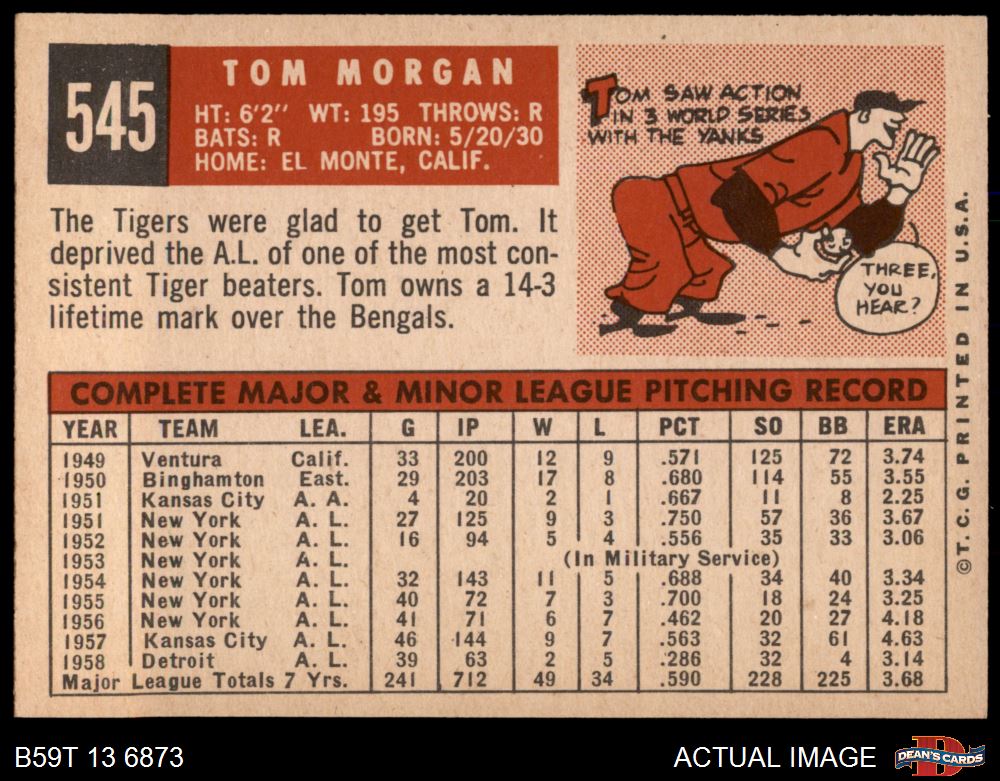 545
TOM MORGAN
HT: 6'2" WT: 195 THROWS: R
BATS: R BORN: 5/20/30
HOME: EL MONTE, CALIF.
TOM SAW ACTION
IN 3 WORLD SERIES
WITH THE YANKS
THREE,
YOU
HEAR?
The Tigers were glad to get Tom. It
deprived the A.L. of one of the most con-
sistent Tiger beaters. Tom owns a 14-3
lifetime mark over the Bengals.
COMPLETE MAJOR & MINOR LEAGUE PITCHING RECORD
YEAR TEAM LEA. G IP W L PCT SO BB ERA
1949 Ventura Calif. 33 200 12 9 .571 125 72 3.74
1950 Binghamton East. 29 203 17 8 .680 114 55 3.55
1951 Kansas City A. A. 4 20 2 1 .667 11 8 2.25
1951 New York A. L. 27 125 9 3 .750 57 36 3.67
1952 New York A. L. 16 94 5 4 .556 35 33 3.06
1953 New York A. L. (In Military Service)
1954 New York A. L. 32 143 11 5 .688 34 40 3.34
1955 New York A. L. 40 72 7 3 .700 18 24 3.25
1956 New York A. L. 41 71 6 7 .462 20 27 4.18
1957 Kansas City A. L. 46 144 9 7 .563 32 61 4.63
1958 Detroit A. L. 39 63 2 5 .286 32 4 3.14
Major League Totals 7 Yrs. 241 712 49 34 .590 228 225 3.68
©T. C. G. PRINTED IN U.S.A.
B59T 13 6873
ACTUAL IMAGE
DEAN'S CARDS